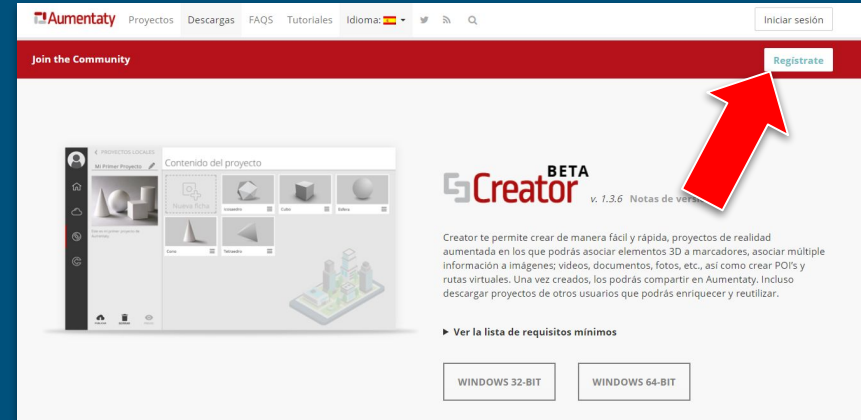 Aumentaty Proyectos Descargas FAQS Tutoriales Idioma: Iniciar sesión
Join the Community Regístrate
PROYECTOS LOCALES
Mi Primer Proyecto
Contenido del proyecto
Nueva ficha
Icosaedro Cubo Esfera
Cono Tetraedro
Creator BETA
v. 1.3.6 Notas de
Creator te permite crear de manera fácil y rápida, proyectos de realidad
aumentada en los que podrás asociar elementos 3D a marcadores, asociar múltiple
información a imágenes; videos, documentos, fotos, etc., así como crear POI's y
rutas virtuales. Una vez creados, los podrás compartir en Aumentaty. Incluso
descargar proyectos de otros usuarios que podrás enriquecer y reutilizar.
▶ Ver la lista de requisitos mínimos
WINDOWS 32-BIT WINDOWS 64-BIT